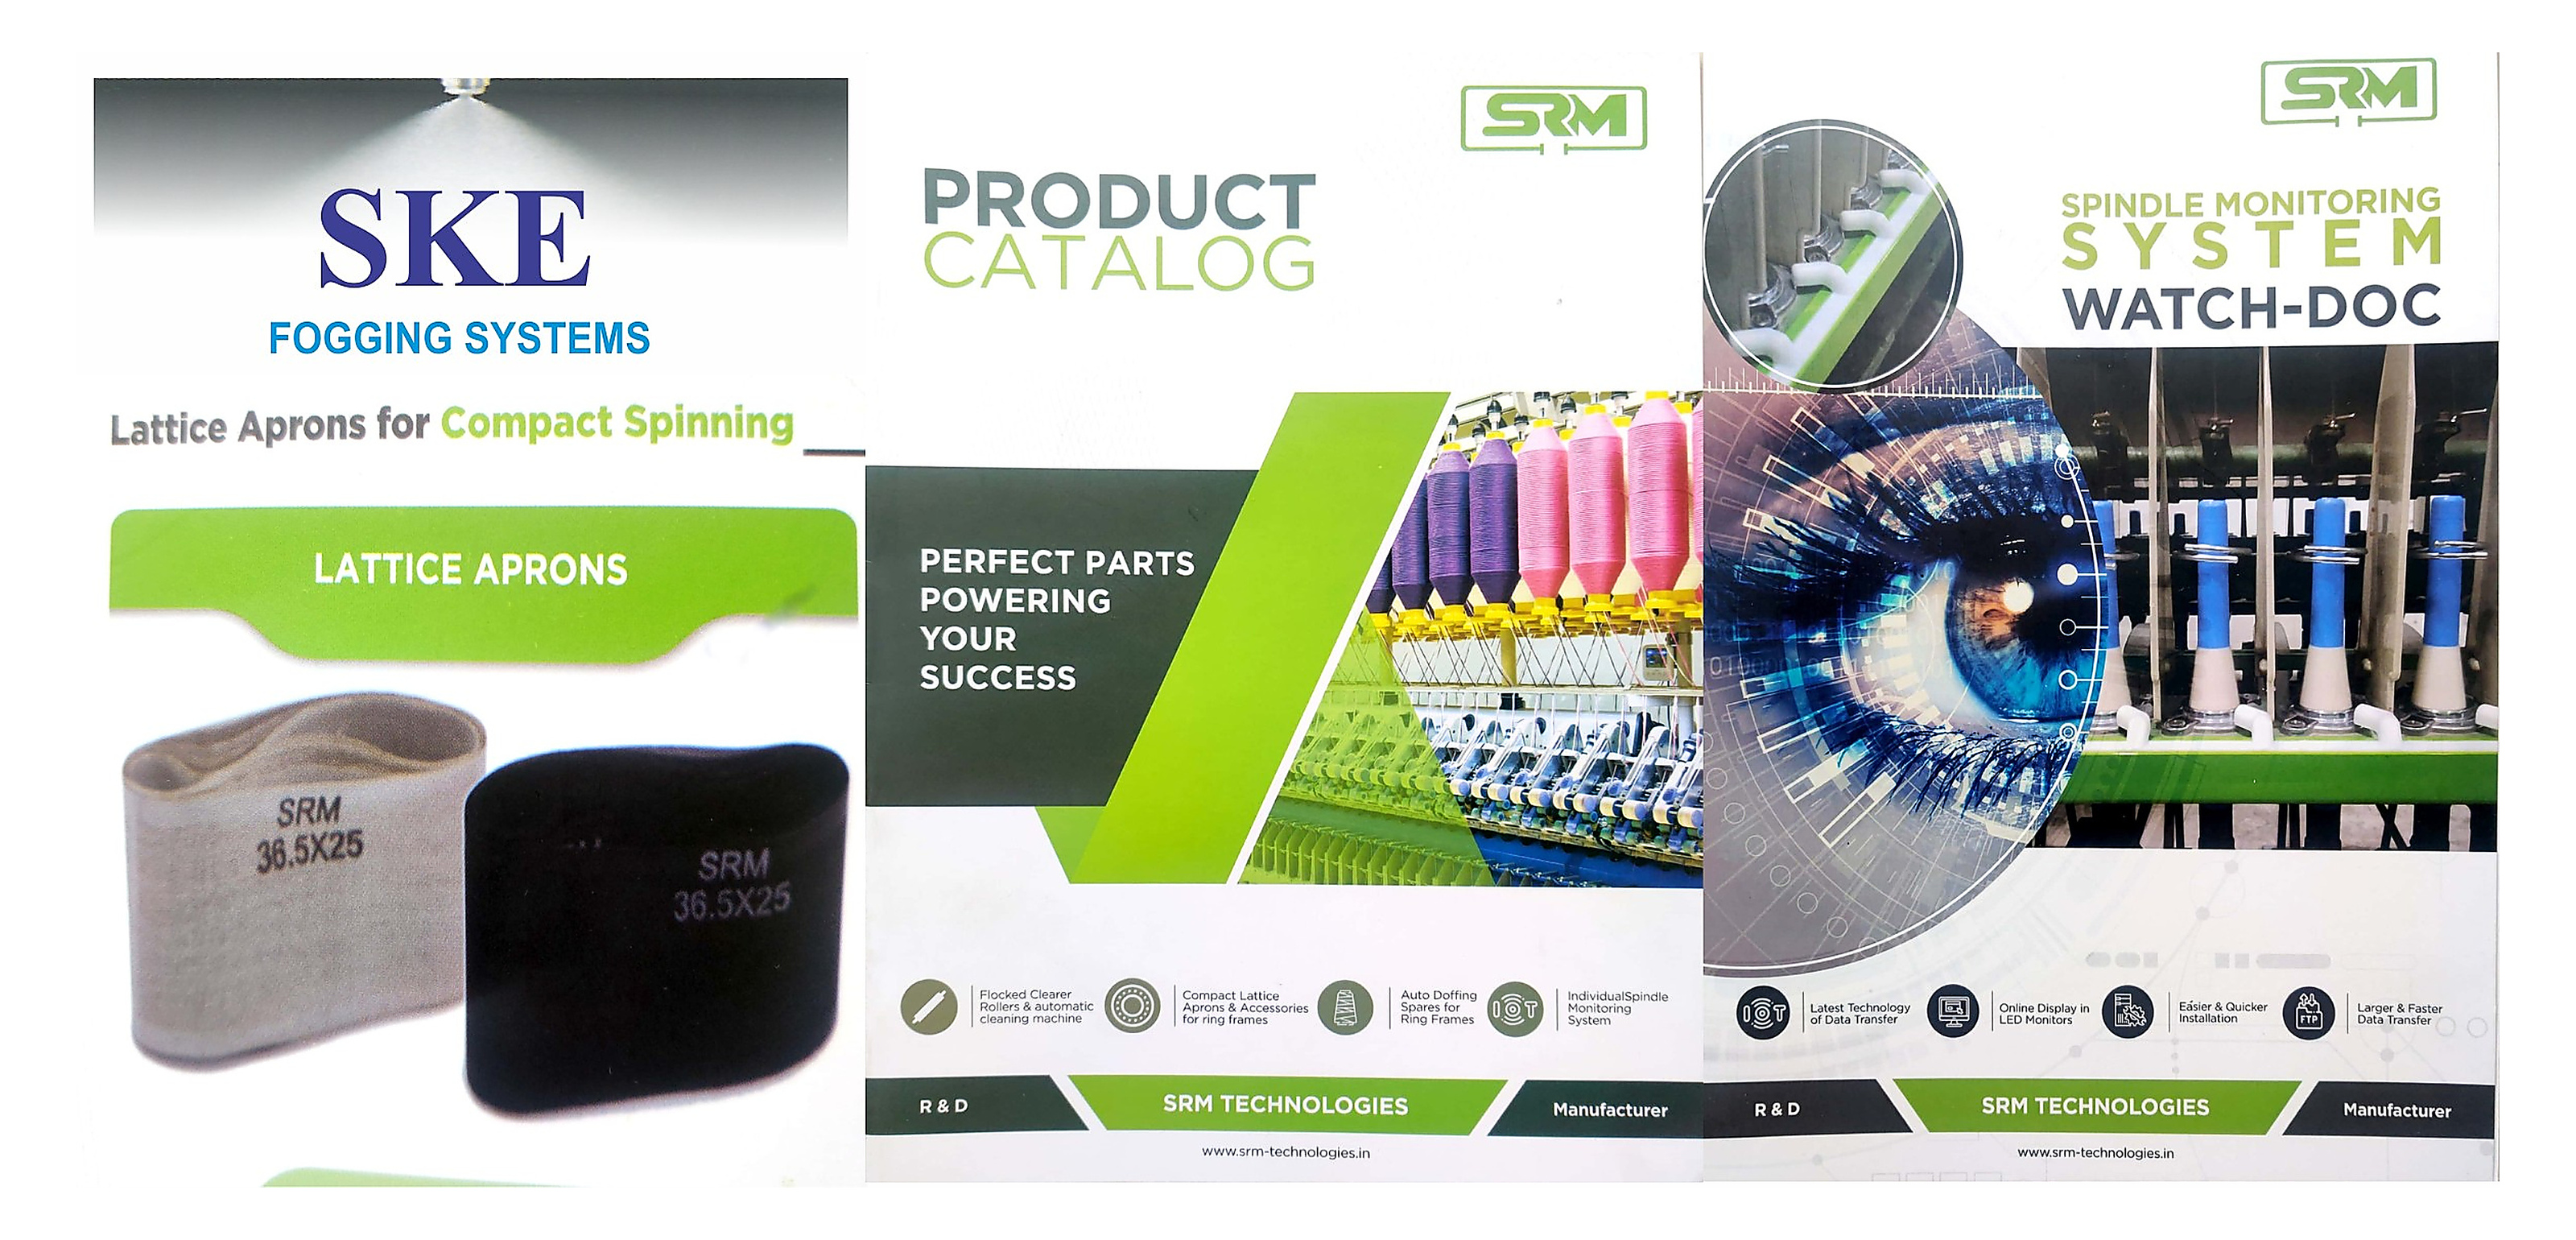 SKE
FOGGING SYSTEMS
Lattice Aprons for Compact Spinning
LATTICE APRONS
SRM
36.5X25
SRM
36.5X25
SRM
PRODUCT
CATALOG
PERFECT PARTS
POWERING
YOUR
SUCCESS
Flocked Clearer
Rollers & automatic
cleaning machine
Compact Lattice
Aprons & Accessories
for ring frames
Auto Doffing
Spares for
Ring Frames
IOT
IndividualSpindle
Monitoring
System
R & D
SRM TECHNOLOGIES
Manufacturer
www.srm-technologies.in
SRM
SPINDLE MONITORING
SYSTEM
WATCH-DOC
IOT
Latest Technology
of Data Transfer
Online Display in
LED Monitors
Easier & Quicker
Installation
FTP
Larger & Faster
Data Transfer
R & D
SRM TECHNOLOGIES
Manufacturer
www.srm-technologies.in